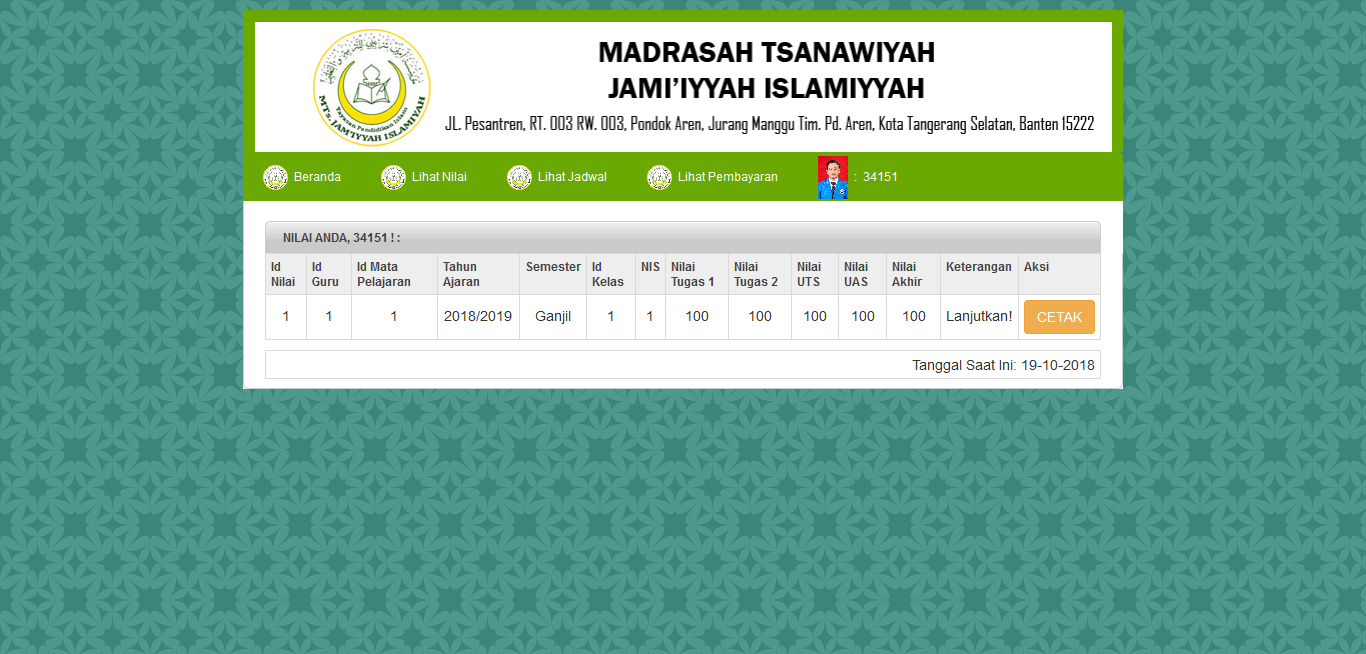 MADRASAH TSANAWIYAH
JAMI'IYYAH ISLAMIYYAH
JL. Pesantren, RT. 003 RW. 003, Pondok Aren, Jurang Manggu Tim. Pd. Aren, Kota Tangerang Selatan, Banten 15222
Yayasan Pendidikan Islam
MTs. JAM'IYYAH ISLAMIYAH
Beranda Lihat Nilai Lihat Jadwal Lihat Pembayaran : 34151
NILAI ANDA, 34151 ! :
Id Nilai Id Guru Id Mata Pelajaran Tahun Ajaran Semester Id Kelas NIS Nilai Tugas 1 Nilai Tugas 2 Nilai UTS Nilai UAS Nilai Akhir Keterangan Aksi
1 1 1 2018/2019 Ganjil 1 1 100 100 100 100 100 Lanjutkan! CETAK
Tanggal Saat Ini: 19-10-2018